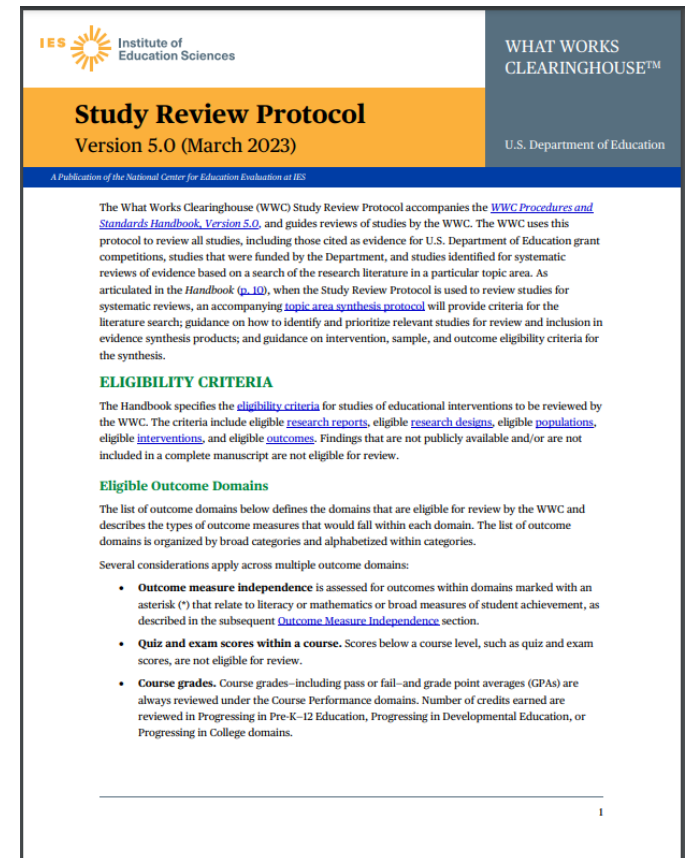 IES
Institute of
Education Sciences
WHAT WORKS
CLEARINGHOUSE™
Study Review Protocol
Version 5.0 (March 2023)
U.S. Department of Education
A Publication of the National Center for Education Evaluation at IES
The What Works Clearinghouse (WWC) Study Review Protocol accompanies the WWC Procedures and
Standards Handbook, Version 5.0, and guides reviews of studies by the WWC. The WWC uses this
protocol to review all studies, including those cited as evidence for U.S. Department of Education grant
competitions, studies that were funded by the Department, and studies identified for systematic
reviews of evidence based on a search of the research literature in a particular topic area. As
articulated in the Handbook (p. 10), when the Study Review Protocol is used to review studies for
systematic reviews, an accompanying topic area synthesis protocol will provide criteria for the
literature search; guidance on how to identify and prioritize relevant studies for review and inclusion in
evidence synthesis products; and guidance on intervention, sample, and outcome eligibility criteria for
the synthesis.
ELIGIBILITY CRITERIA
The Handbook specifies the eligibility criteria for studies of educational interventions to be reviewed by
the WWC. The criteria include eligible research reports, eligible research designs, eligible populations,
eligible interventions, and eligible outcomes. Findings that are not publicly available and/or are not
included in a complete manuscript are not eligible for review.
Eligible Outcome Domains
The list of outcome domains below defines the domains that are eligible for review by the WWC and
describes the types of outcome measures that would fall within each domain. The list of outcome
domains is organized by broad categories and alphabetized within categories.
Several considerations apply across multiple outcome domains:
• Outcome measure independence is assessed for outcomes within domains marked with an
asterisk (*) that relate to literacy or mathematics or broad measures of student achievement, as
described in the subsequent Outcome Measure Independence section.
• Quiz and exam scores within a course. Scores below a course level, such as quiz and exam
scores, are not eligible for review.
• Course grades. Course grades—including pass or fail—and grade point averages (GPAs) are
always reviewed under the Course Performance domains. Number of credits earned are
reviewed in Progressing in Pre-K–12 Education, Progressing in Developmental Education, or
Progressing in College domains.
1